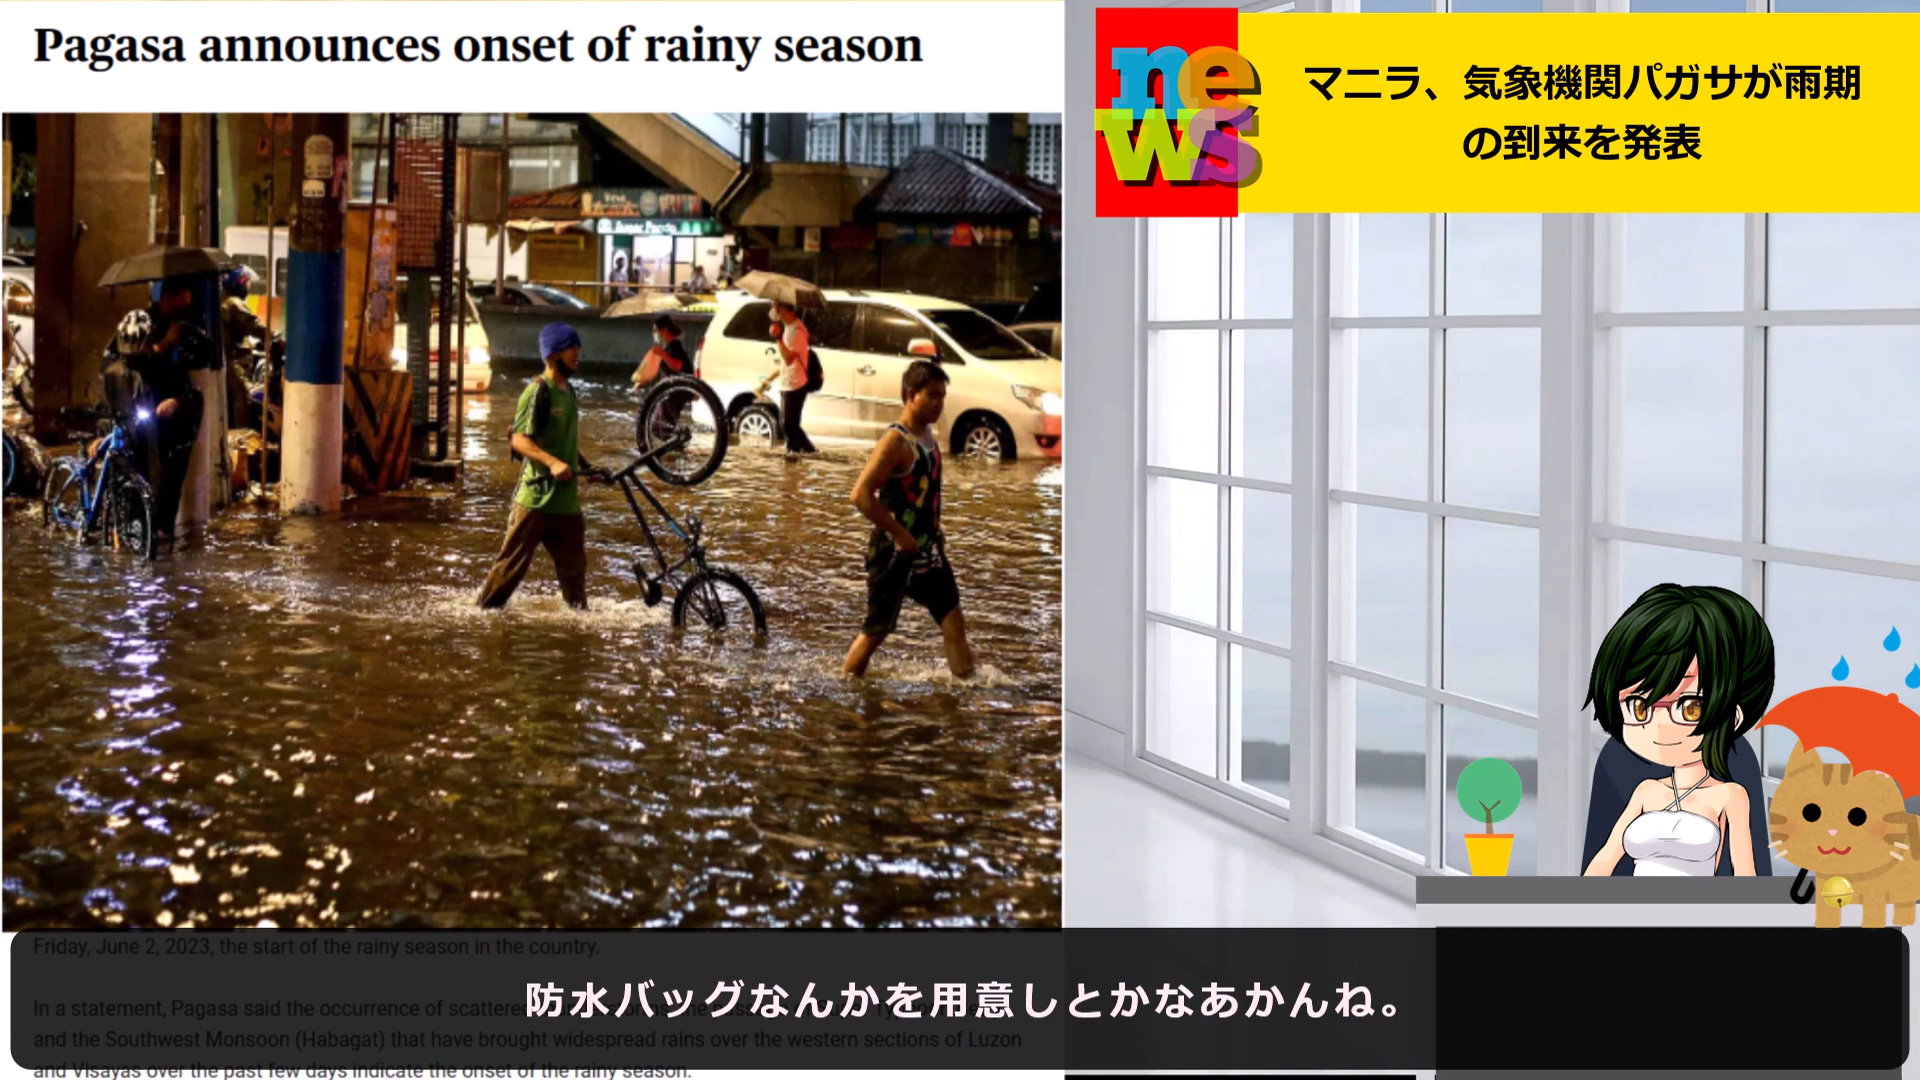 Pagasa announces onset of rainy season
news
マニラ、気象機関パガサが雨期
の到来を発表
Friday, June 2, 2023, the start of the rainy season in the country.
In a statement, Pagasa said the occurrence of scattered
and the Southwest Monsoon (Habagat) that have brought widespread rains over the western sections of Luzon
and Visayas over the past few days indicate the onset of the rainy season.
防水バッグなんかを用意しとかなあかんね。